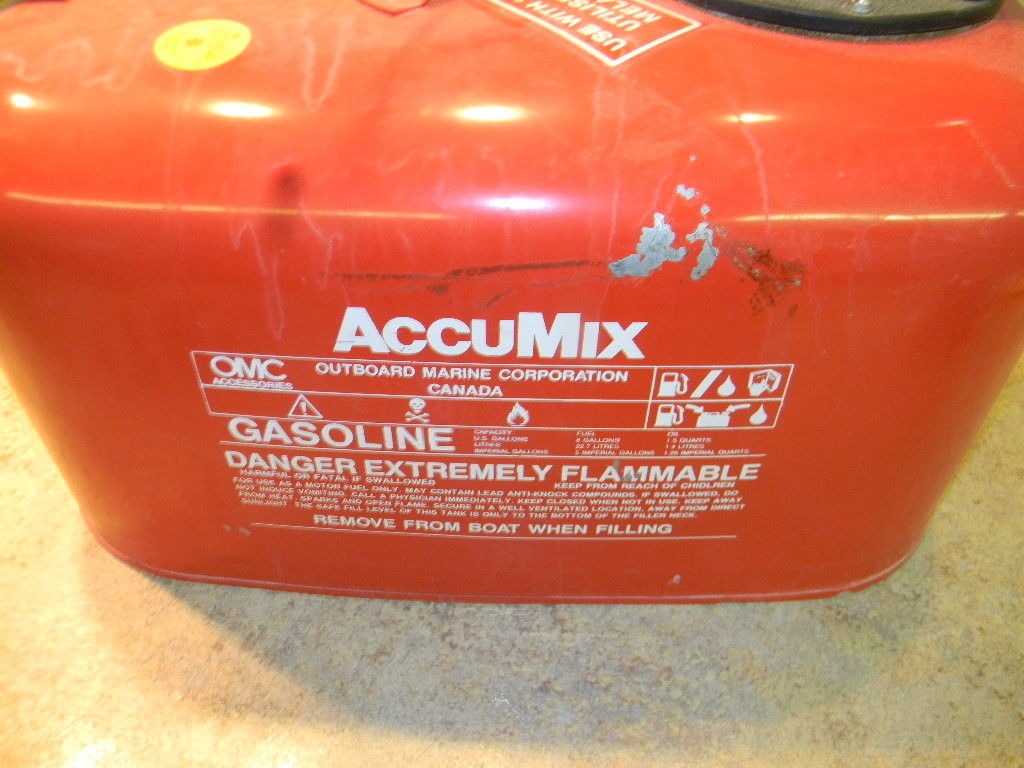 USE WITH
UTILISE
MELA
ACCUMIX
OMC
ACCESSORIES
OUTBOARD MARINE CORPORATION
CANADA
GASOLINE
CAPACITY FUEL OIL
U.S. GALLONS 6 GALLONS 1.5 QUARTS
LITRES 22.7 LITRES 1.4 LITRES
IMPERIAL GALLONS 5 IMPERIAL GALLONS 1.25 IMPERIAL QUARTS
DANGER EXTREMELY FLAMMABLE
HARMFUL OR FATAL IF SWALLOWED KEEP FROM REACH OF CHIDLREN
FOR USE AS A MOTOR FUEL ONLY. MAY CONTAIN LEAD ANTI-KNOCK COMPOUNDS. IF SWALLOWED, DO
NOT INDUCE VOMITING. CALL A PHYSICIAN IMMEDIATELY. KEEP CLOSED WHEN NOT IN USE. KEEP AWAY
FROM HEAT, SPARKS AND OPEN FLAME. SECURE IN A WELL VENTILATED LOCATION, AWAY FROM DIRECT
SUNLIGHT. THE SAFE FILL LEVEL OF THIS TANK IS ONLY TO THE BOTTOM OF THE FILLER NECK.
REMOVE FROM BOAT WHEN FILLING